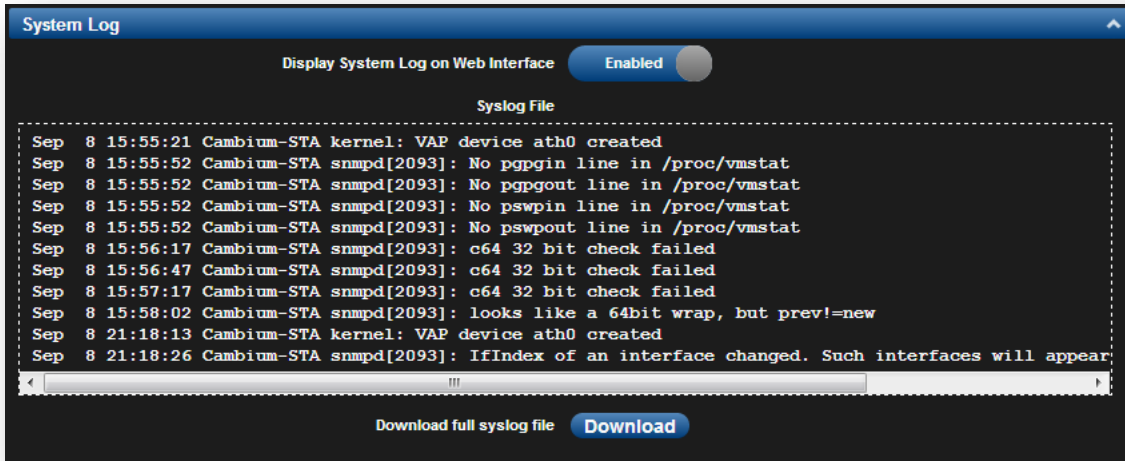 System Log
Display System Log on Web Interface Enabled
Syslog File
Sep 8 15:55:21 Cambium-STA kernel: VAP device ath0 created
Sep 8 15:55:52 Cambium-STA snmpd[2093]: No pgpgin line in /proc/vmstat
Sep 8 15:55:52 Cambium-STA snmpd[2093]: No pgpgout line in /proc/vmstat
Sep 8 15:55:52 Cambium-STA snmpd[2093]: No pswpin line in /proc/vmstat
Sep 8 15:55:52 Cambium-STA snmpd[2093]: No pswpout line in /proc/vmstat
Sep 8 15:56:17 Cambium-STA snmpd[2093]: c64 32 bit check failed
Sep 8 15:56:47 Cambium-STA snmpd[2093]: c64 32 bit check failed
Sep 8 15:57:17 Cambium-STA snmpd[2093]: c64 32 bit check failed
Sep 8 15:58:02 Cambium-STA snmpd[2093]: looks like a 64bit wrap, but prev!=new
Sep 8 21:18:13 Cambium-STA kernel: VAP device ath0 created
Sep 8 21:18:26 Cambium-STA snmpd[2093]: IfIndex of an interface changed. Such interfaces will appear
Download full syslog file Download